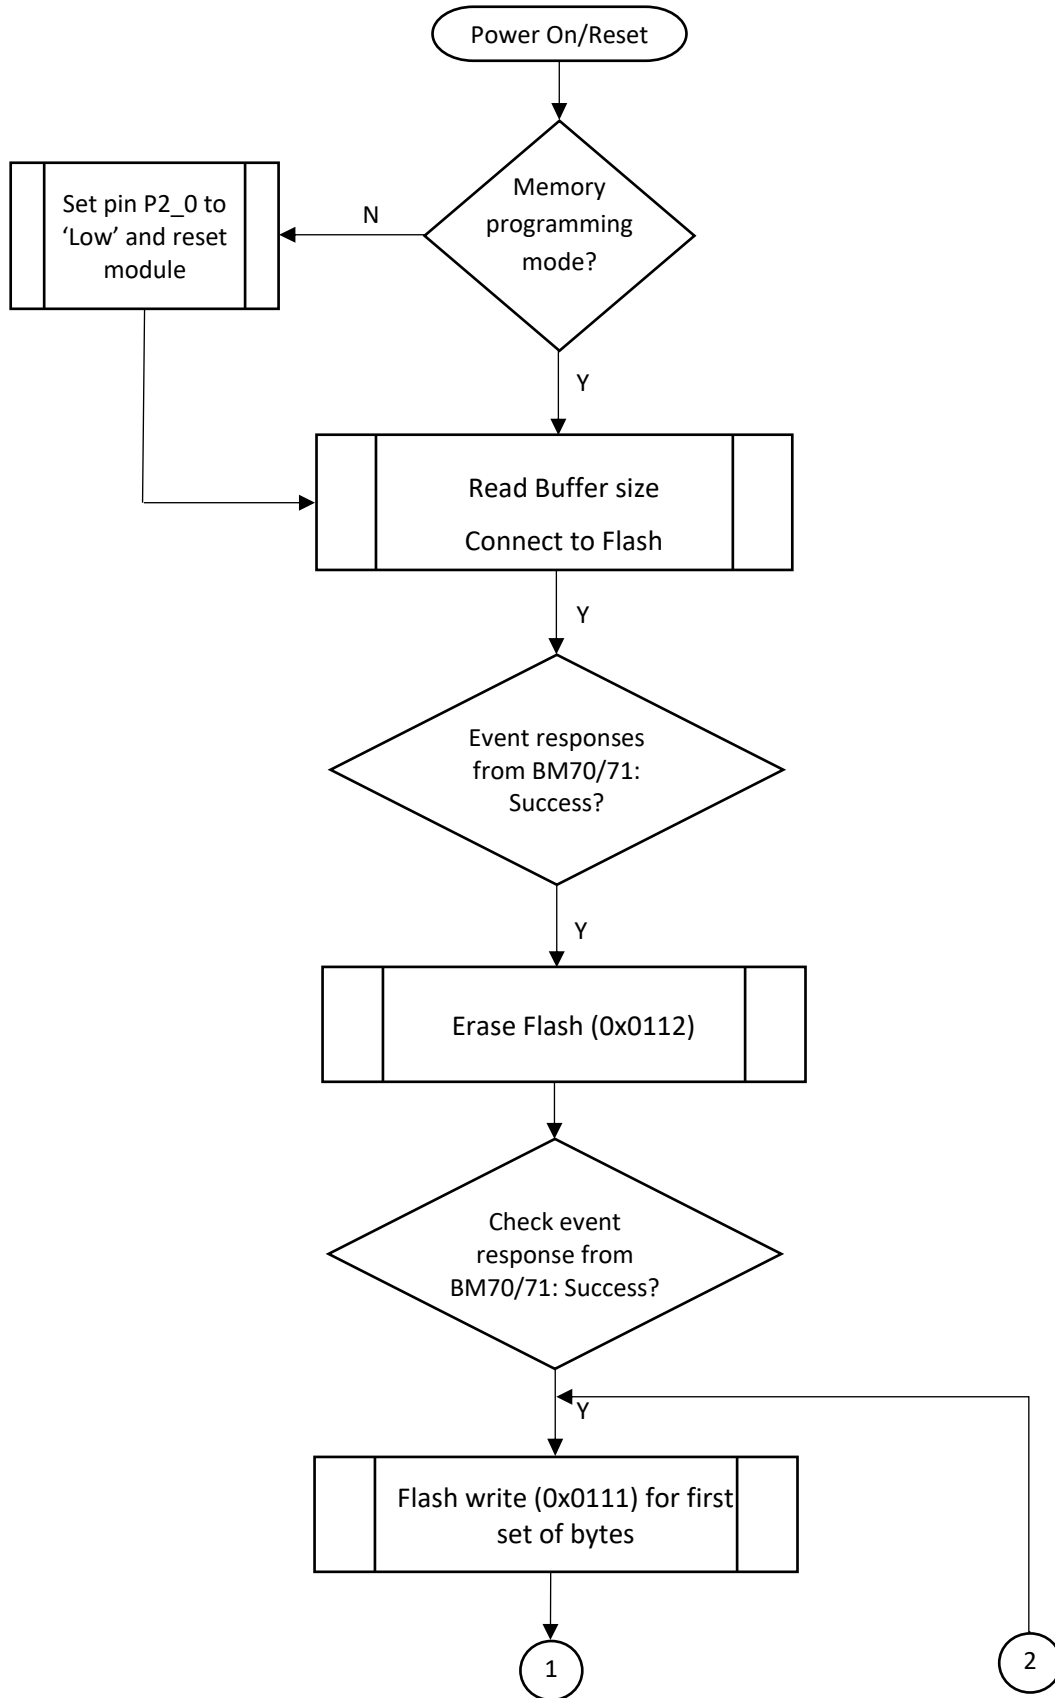 Power On/Reset
Memory
programming
mode?
N
Set pin P2_0 to
‘Low’ and reset
module
Y
Read Buffer size
Connect to Flash
Y
Event responses
from BM70/71:
Success?
Y
Erase Flash (0x0112)
Check event
response from
BM70/71: Success?
Y
Flash write (0x0111) for first
set of bytes
1
2